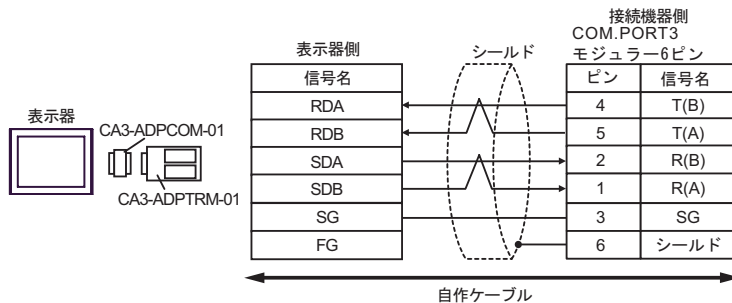 接続機器側
COM.PORT3
モジュラー6ピン
表示器側
シールド
信号名
ピン 信号名
RDA 4 T(B)
RDB 5 T(A)
SDA 2 R(B)
SDB 1 R(A)
SG 3 SG
FG 6 シールド
表示器
CA3-ADPCOM-01
CA3-ADPTRM-01
自作ケーブル